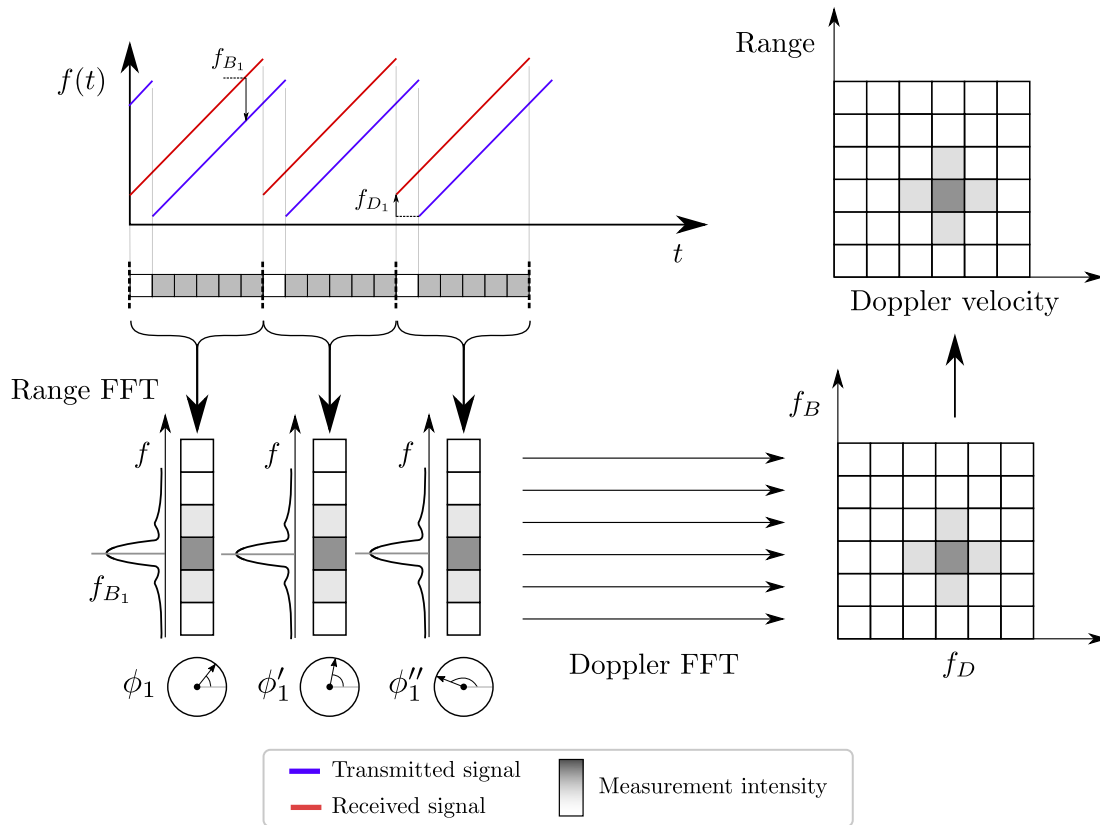 f(t)
f_{B_1}
f_{D_1}
t
Range
Doppler velocity
Range FFT
f
f
f
f_{B_1}
ϕ_1
ϕ′_1
ϕ″_1
Doppler FFT
f_B
f_D
Transmitted signal
Received signal
Measurement intensity